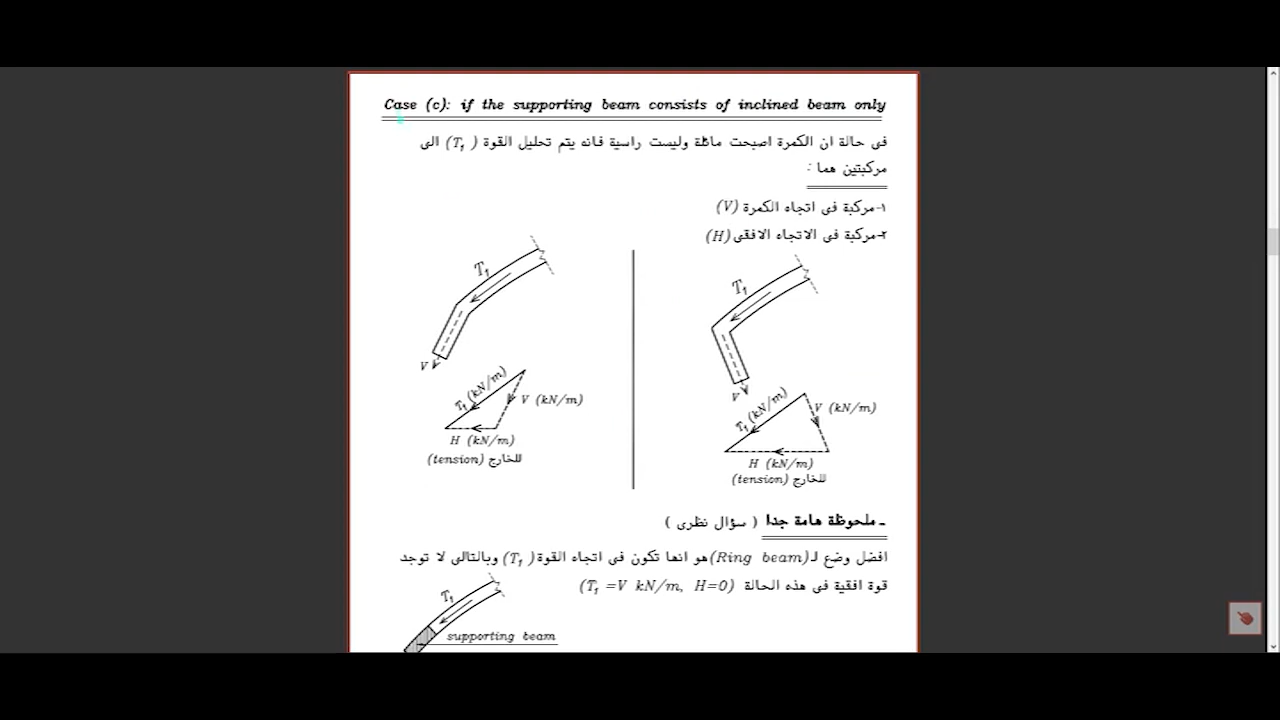 Case (c): if the supporting beam consists of inclined beam only
فى حالة ان الكمرة اصبحت مائلة وليست راسية فانه يتم تحليل القوة (T₁) الى
مركبتين هما :
١-مركبة فى اتجاه الكمرة (V)
٢-مركبة فى الاتجاه الافقى (H)
T₁
V
T₁ (kN/m)
V (kN/m)
H (kN/m)
(tension) للخارج
T₁
V
T₁ (kN/m)
V (kN/m)
H (kN/m)
(tension) للخارج
- ملحوظة هامة جدا ( سؤال نظرى )
افضل وضع لـ (Ring beam) هو انها تكون فى اتجاه القوة (T₁) وبالتالى لا توجد
قوة افقية فى هذه الحالة (T₁ =V kN/m, H=0)
T₁
supporting beam